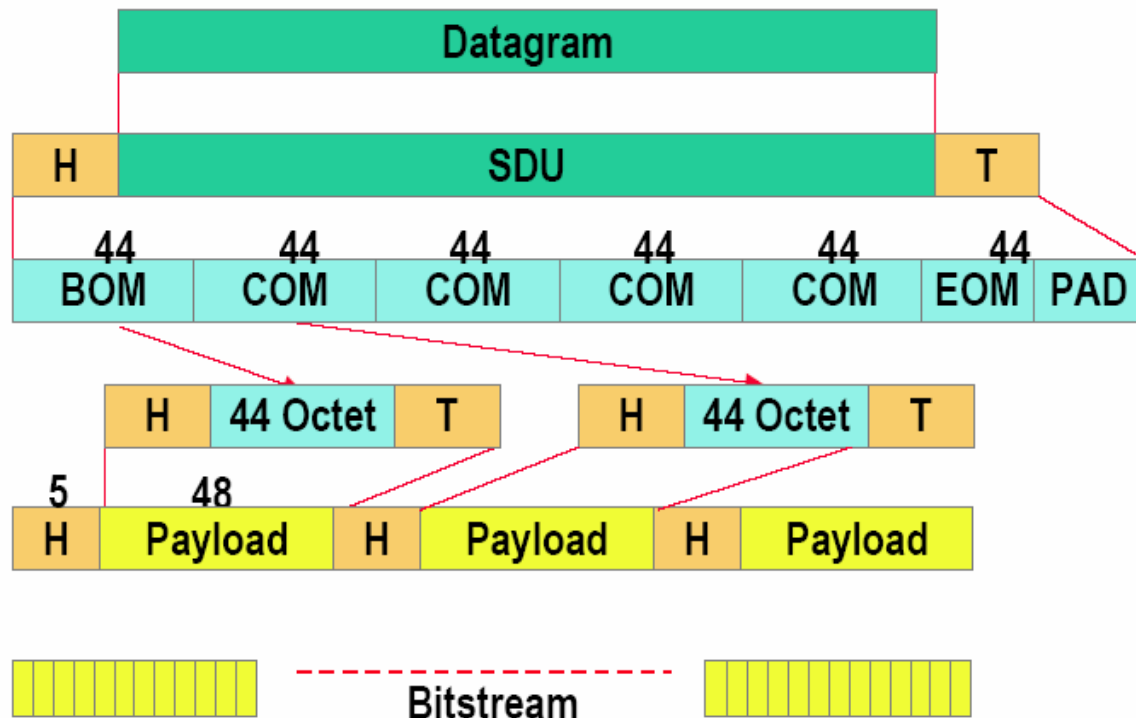 Datagram
H SDU T
44 44 44 44 44 44
BOM COM COM COM COM EOM PAD
H 44 Octet T H 44 Octet T
5 48
H Payload H Payload H Payload
Bitstream